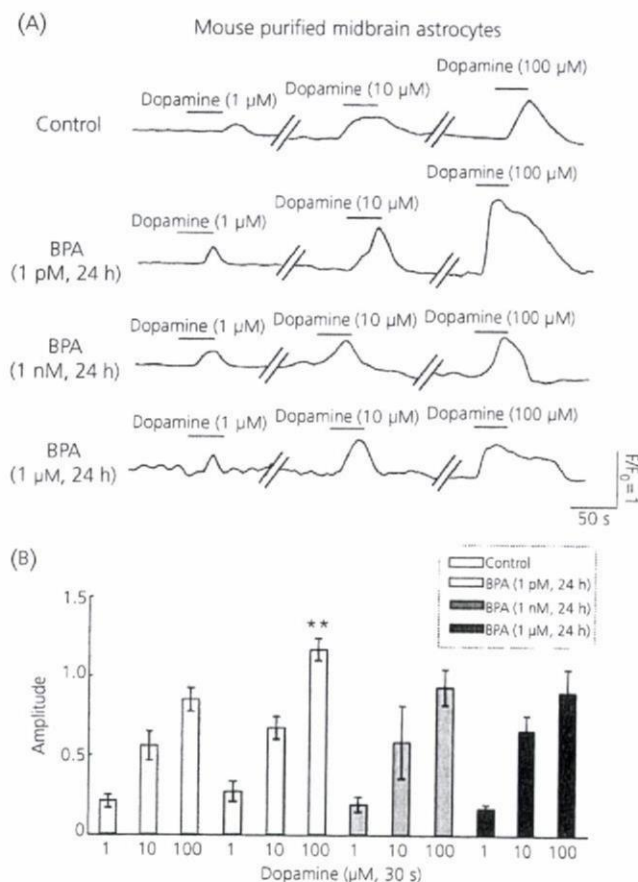 (A)
Mouse purified midbrain astrocytes
Control
Dopamine (1 µM)
Dopamine (10 µM)
Dopamine (100 µM)
BPA
(1 pM, 24 h)
Dopamine (1 µM)
Dopamine (10 µM)
Dopamine (100 µM)
BPA
(1 nM, 24 h)
Dopamine (1 µM)
Dopamine (10 µM)
Dopamine (100 µM)
BPA
(1 µM, 24 h)
Dopamine (1 µM)
Dopamine (10 µM)
Dopamine (100 µM)
F/F0=1
50 s
(B)
Control
BPA (1 pM, 24 h)
BPA (1 nM, 24 h)
BPA (1 µM, 24 h)
Amplitude
1.5
1.0
0.5
0
**
1 10 100 1 10 100 1 10 100 1 10 100
Dopamine (µM, 30 s)